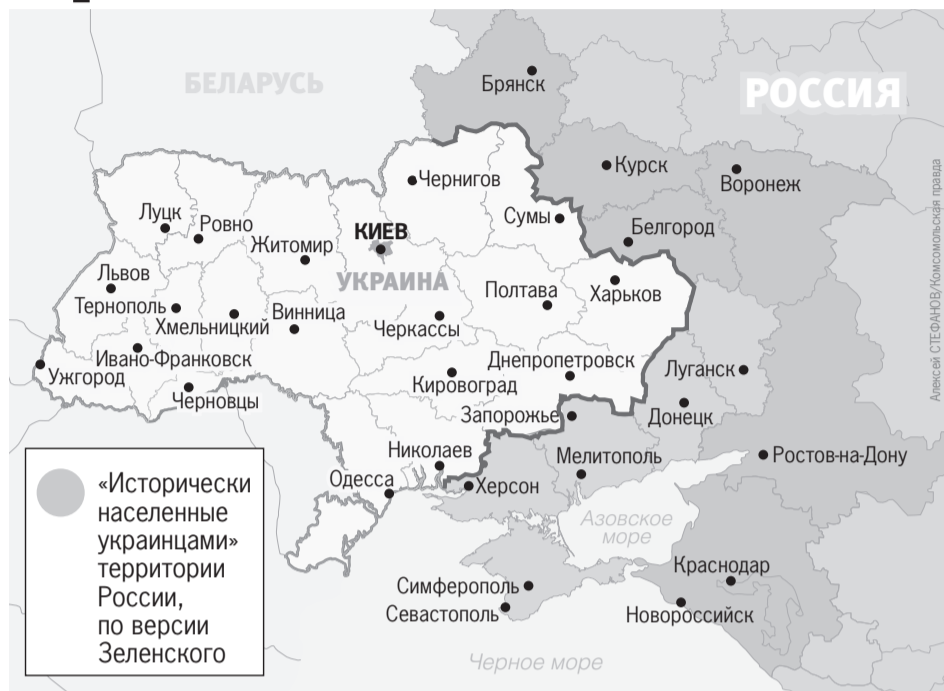 БЕЛАРУСЬ
РОССИЯ
Брянск
Курск
Воронеж
Чернигов
Сумы
Белгород
Луцк
Ровно
Житомир
КИЕВ
УКРАИНА
Львов
Тернополь
Хмельницкий
Винница
Черкассы
Полтава
Харьков
Ивано-Франковск
Ужгород
Черновцы
Кировоград
Днепропетровск
Луганск
Запорожье
Донецк
Николаев
Одесса
Херсон
Мелитополь
Ростов-на-Дону
Азовское
море
Краснодар
Симферополь
Севастополь
Новороссийск
Черное море
«Исторически
населенные
украинцами»
территории
России,
по версии
Зеленского
Алексей СТЕФАНОВ/Комсомольская правда